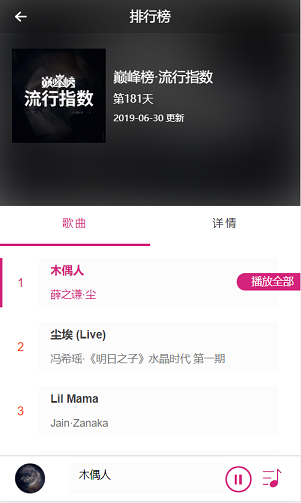 排行榜
巅峰榜
流行指数
巅峰榜·流行指数
第181天
2019-06-30 更新
歌曲
详情
1
木偶人
薛之谦·尘
播放全部
2
尘埃 (Live)
冯希瑶·《明日之子》水晶时代 第一期
3
Lil Mama
Jain·Zanaka
木偶人